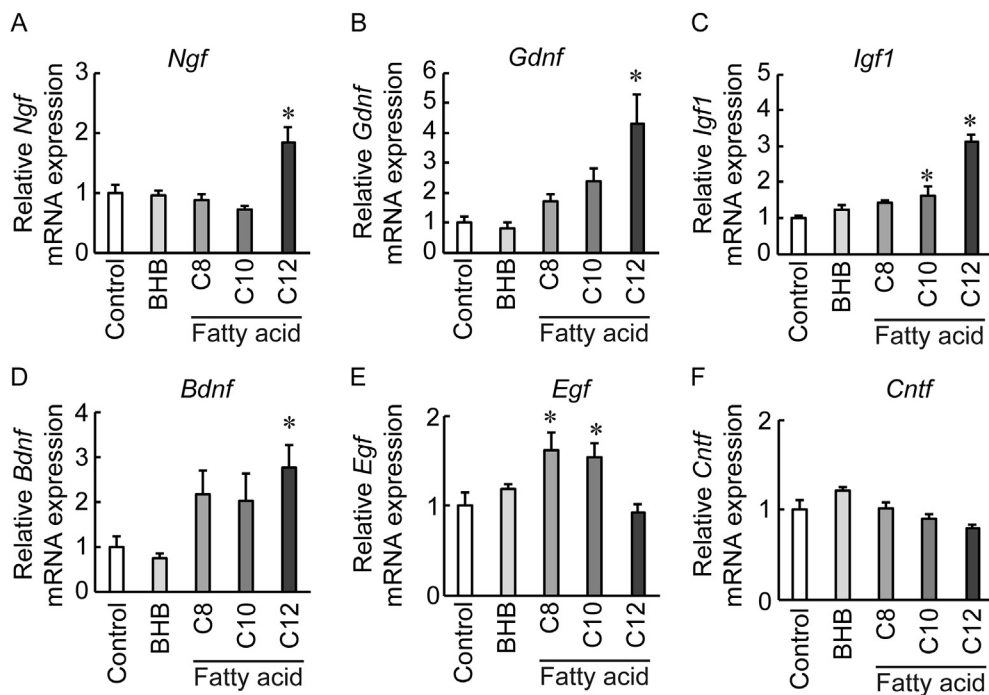 A
Ngf
Relative Ngf
mRNA expression
3
2
1
0
*
Control
BHB
C8
C10
C12
Fatty acid
B
Gdnf
Relative Gdnf
mRNA expression
6
5
4
3
2
1
0
*
Control
BHB
C8
C10
C12
Fatty acid
C
Igf1
Relative Igf1
mRNA expression
5
4
3
2
1
0
*
*
Control
BHB
C8
C10
C12
Fatty acid
D
Bdnf
Relative Bdnf
mRNA expression
4
3
2
1
0
*
Control
BHB
C8
C10
C12
Fatty acid
E
Egf
Relative Egf
mRNA expression
2
1
0
*
*
Control
BHB
C8
C10
C12
Fatty acid
F
Cntf
Relative Cntf
mRNA expression
2
1
0
Control
BHB
C8
C10
C12
Fatty acid